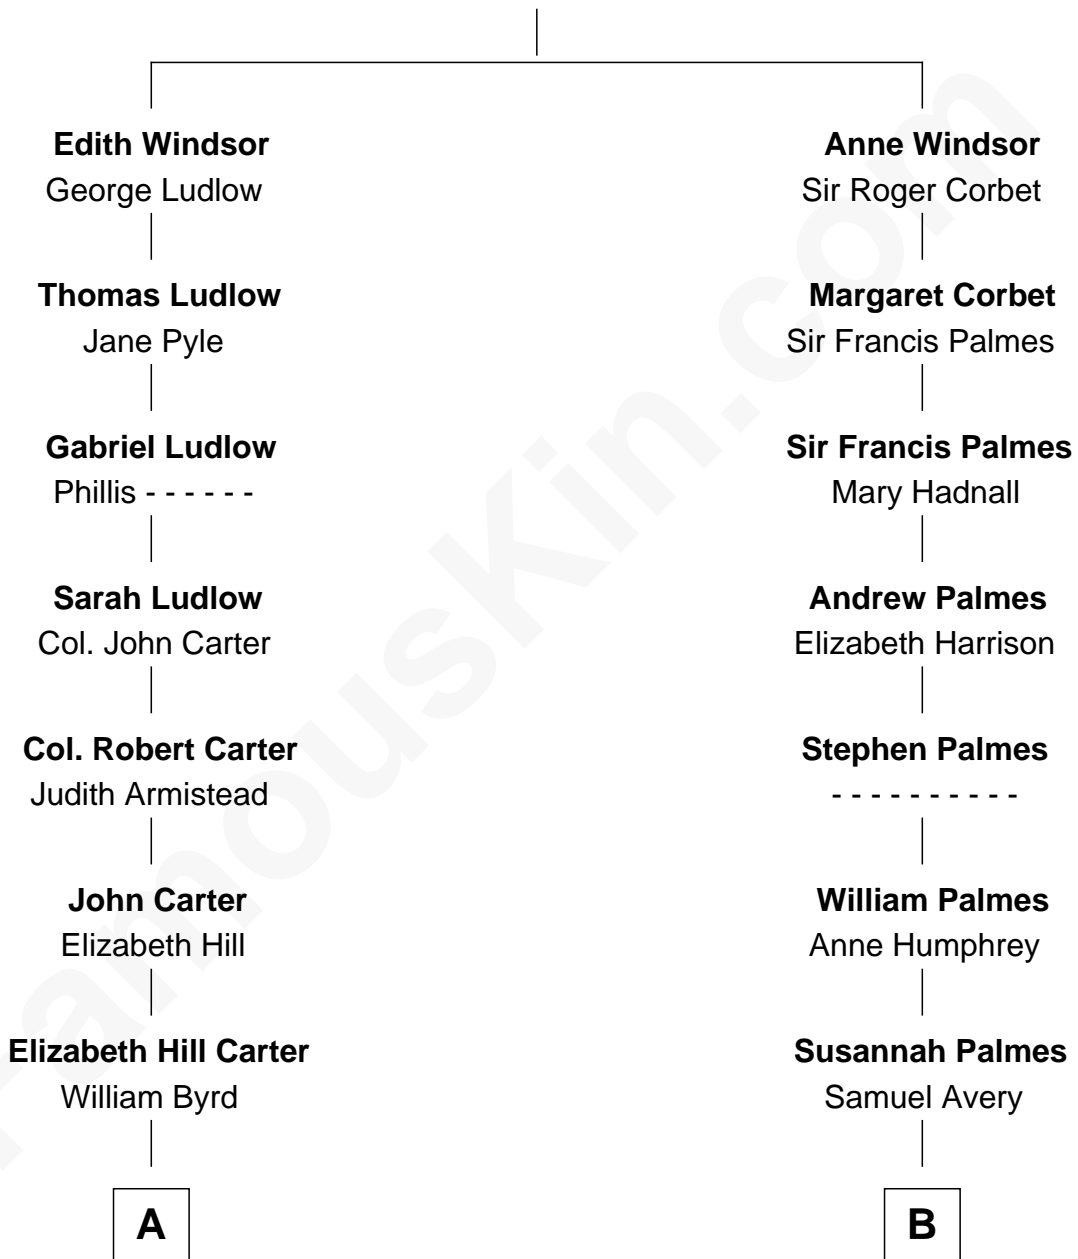 Edith Windsor
George Ludlow
Thomas Ludlow
Jane Pyle
Gabriel Ludlow
Phillis - - - - - -
Sarah Ludlow
Col. John Carter
Col. Robert Carter
Judith Armistead
John Carter
Elizabeth Hill
Elizabeth Hill Carter
William Byrd
A
Anne Windsor
Sir Roger Corbet
Margaret Corbet
Sir Francis Palmes
Sir Francis Palmes
Mary Hadnall
Andrew Palmes
Elizabeth Harrison
Stephen Palmes
- - - - - - - - - -
William Palmes
Anne Humphrey
Susannah Palmes
Samuel Avery
B
FamousKin.com